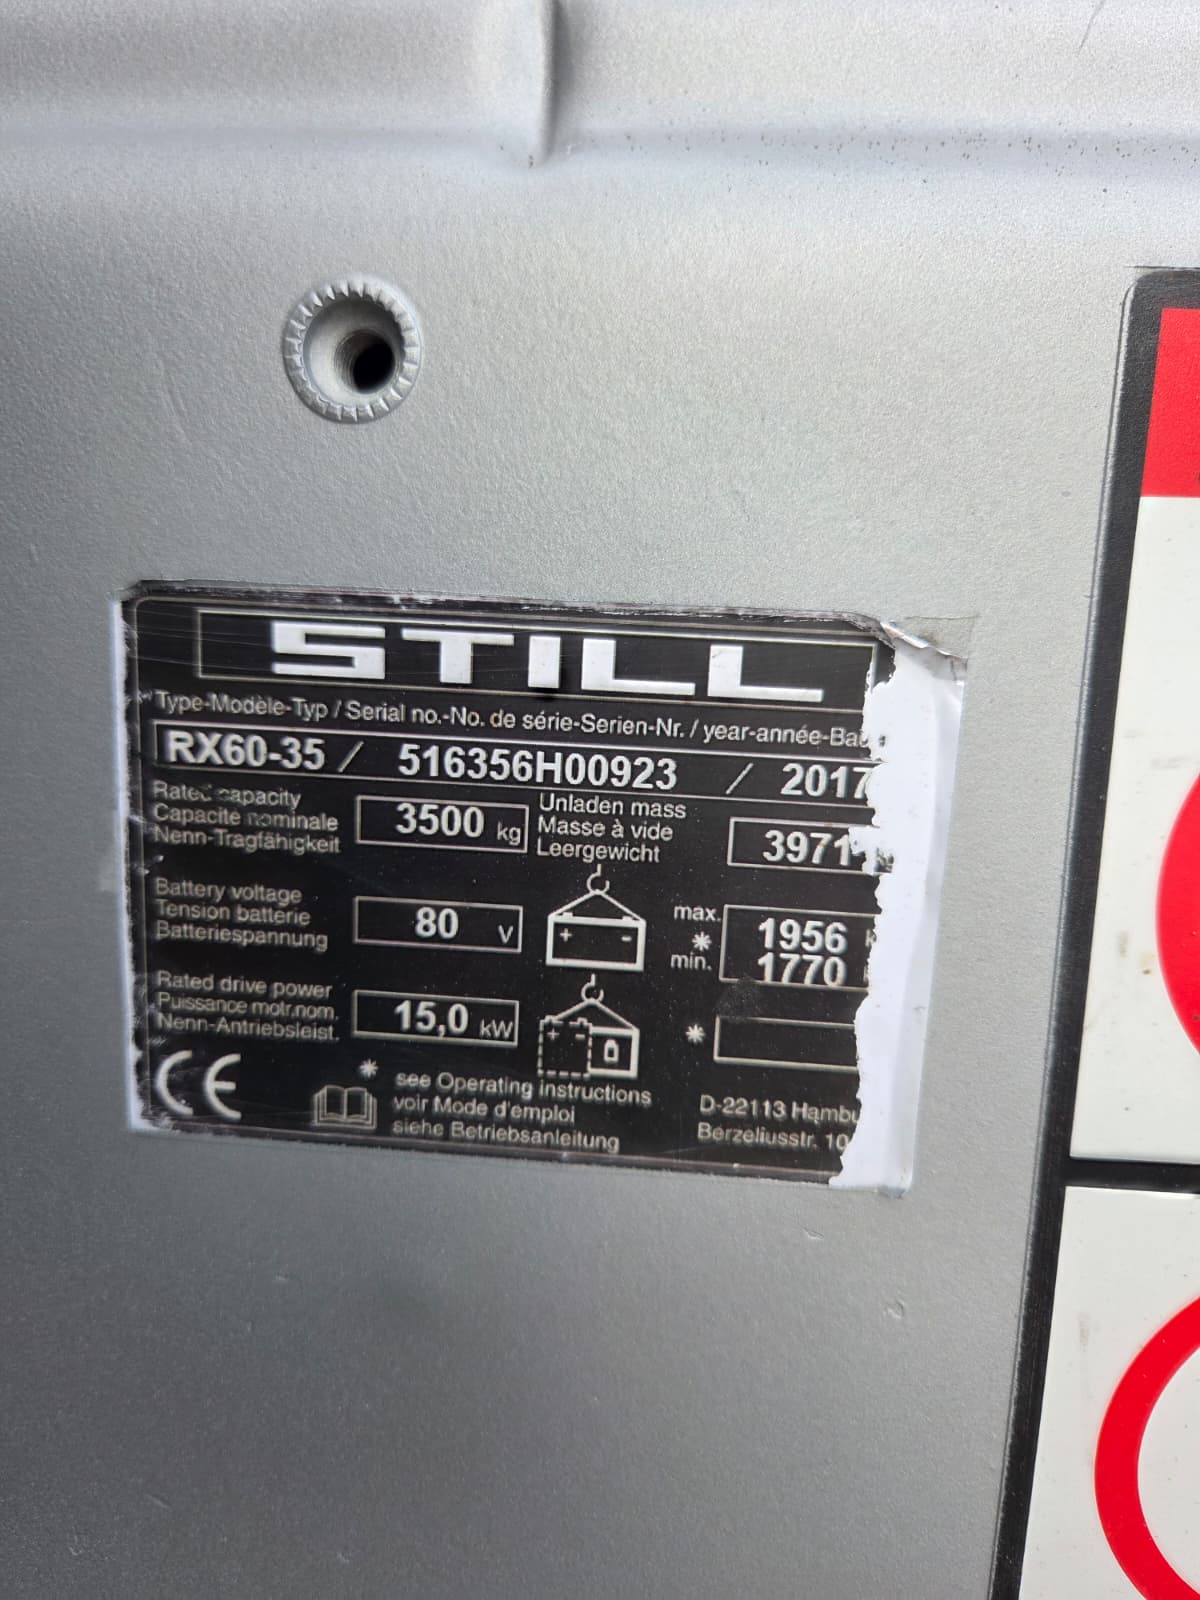 STILL
Type-Modèle-Typ / Serial no.-No. de série-Serien-Nr. / year-année-Bau
RX60-35 / 516356H00923 / 2017
Rated capacity
Capacité nominale
Nenn-Tragfähigkeit
3500 kg
Unladen mass
Masse à vide
Leergewicht
3971
Battery voltage
Tension batterie
Batteriespannung
80 V
+ -
max.
*
min.
1956
1770
Rated drive power
Puissance motr.nom.
Nenn-Antriebsleist.
15,0 kW
+ -
*
CE
* see Operating instructions
voir Mode d'emploi
siehe Betriebsanleitung
D-22113 Hambu
Berzeliusstr. 10